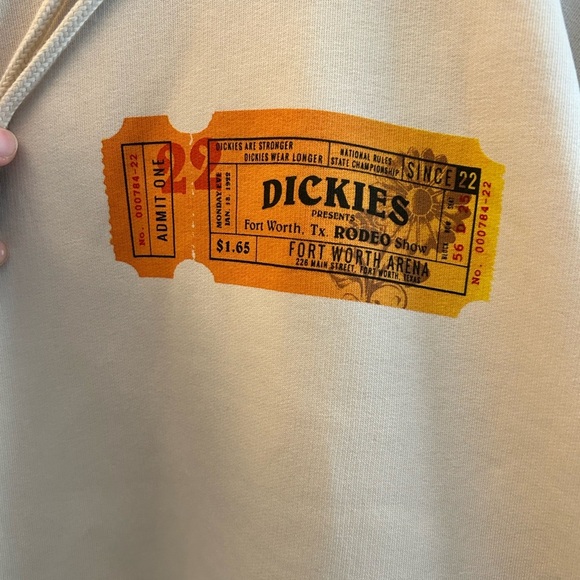 No. 000784-22
ADMIT ONE
22
DICKIES ARE STRONGER
DICKIES WEAR LONGER
NATIONAL RULES
STATE CHAMPIONSHIP
SINCE 22
MONDAY EVE
JAN. 18, 1922
$1.65
DICKIES
PRESENTS
Fort Worth, Tx. RODEO Show
FORT WORTH ARENA
226 MAIN STREET, FORT WORTH, TEXAS
56 D
No. 000784-22